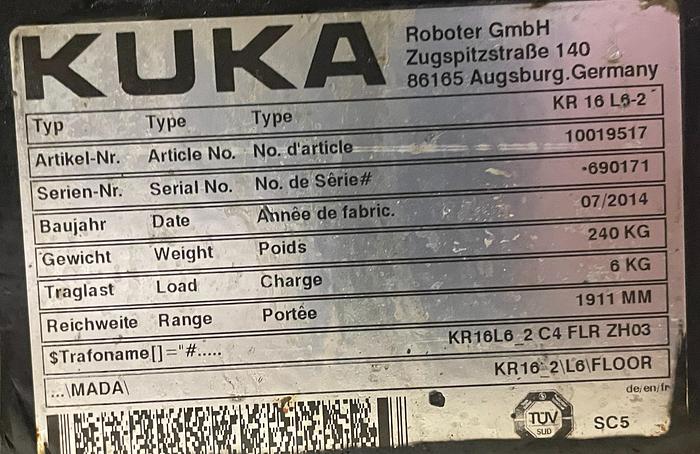 KUKA
Roboter GmbH
Zugspitzstraße 140
86165 Augsburg.Germany
Typ Type Type KR 16 L6-2
Artikel-Nr. Article No. No. d'article 10019517
Serien-Nr. Serial No. No. de Sêrie# 690171
Baujahr Date Annêe de fabric. 07/2014
Gewicht Weight Poids 240 KG
Traglast Load Charge 6 KG
Reichweite Range Portêe 1911 MM
$Trafoname[]="#..... KR16L6_2 C4 FLR ZH03
...\MADA\ KR16_2\L6\FLOOR
de/en/fr
TÜV
SÜD
SC5